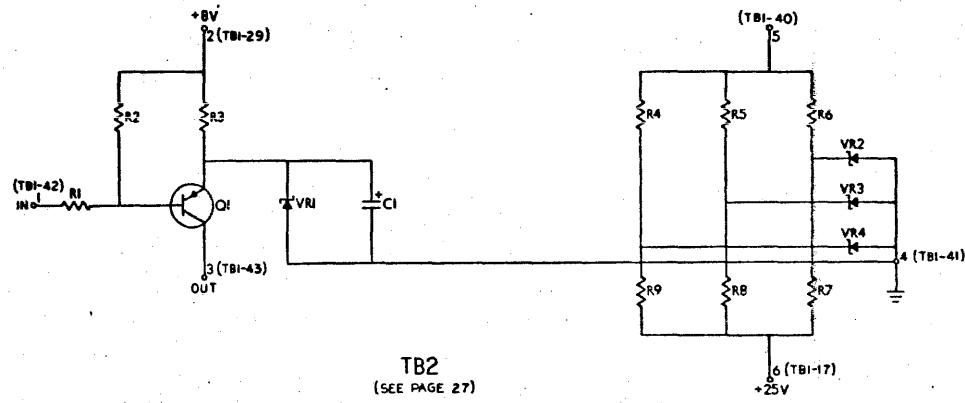 +8V
2 (TB1-29)
(TB1-40)
5
R2
R3
R4
R5
R6
VR2
(TB1-42)
1
IN
R1
Q1
VR1
+
C1
VR3
VR4
4 (TB1-41)
3 (TB1-43)
OUT
R9
R8
R7
TB2
(SEE PAGE 27)
6 (TB1-17)
+25V